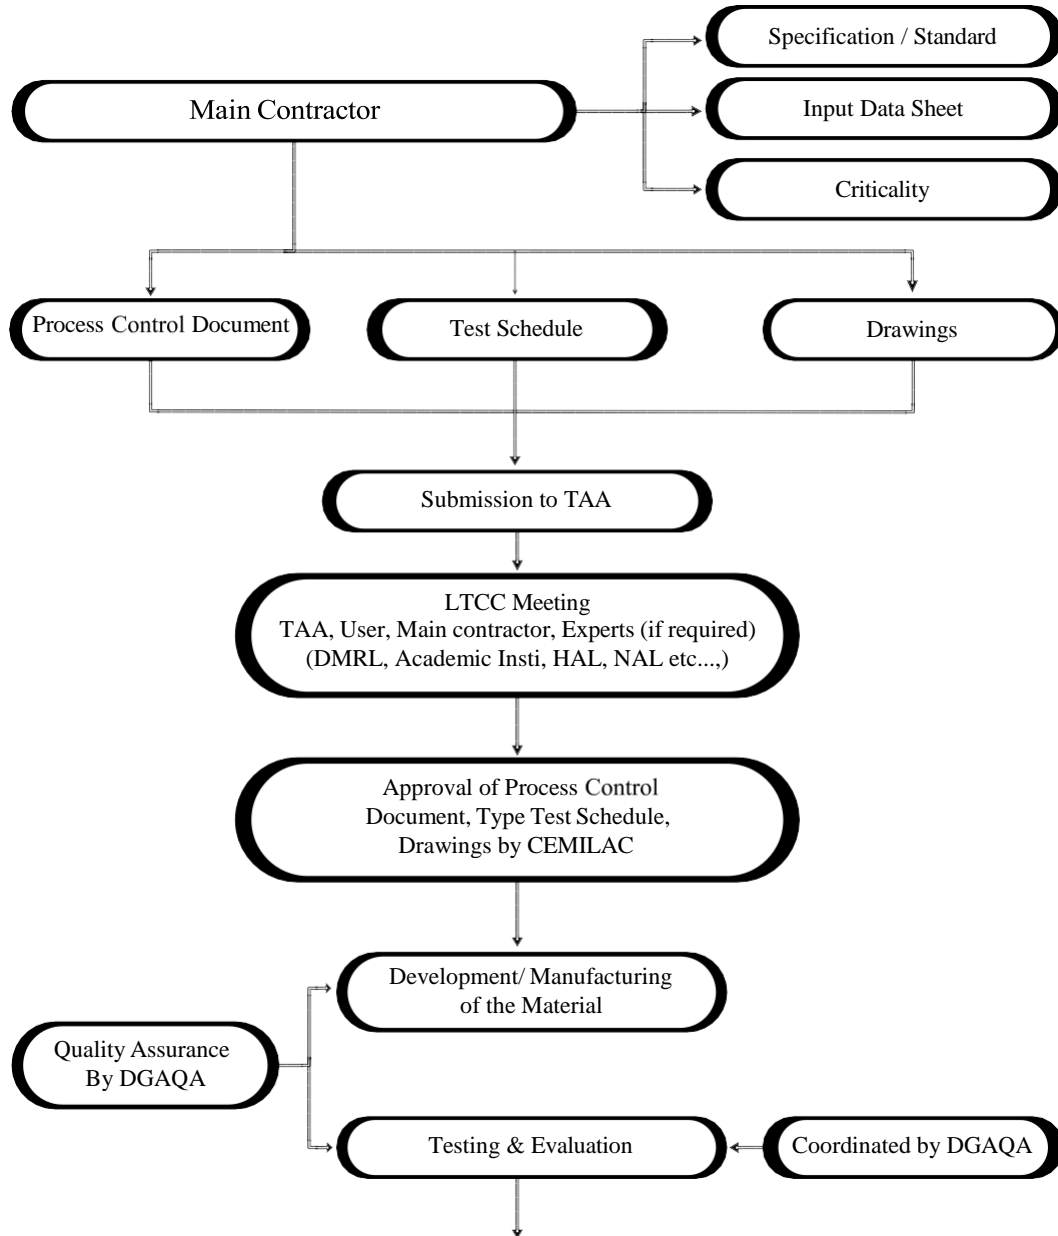 Specification / Standard
Main Contractor
Input Data Sheet
Criticality
Process Control Document
Test Schedule
Drawings
Submission to TAA
LTCC Meeting
TAA, User, Main contractor, Experts (if required)
(DMRL, Academic Insti, HAL, NAL etc...,)
Approval of Process Control
Document, Type Test Schedule,
Drawings by CEMILAC
Development/ Manufacturing
of the Material
Quality Assurance
By DGAQA
Testing & Evaluation
Coordinated by DGAQA